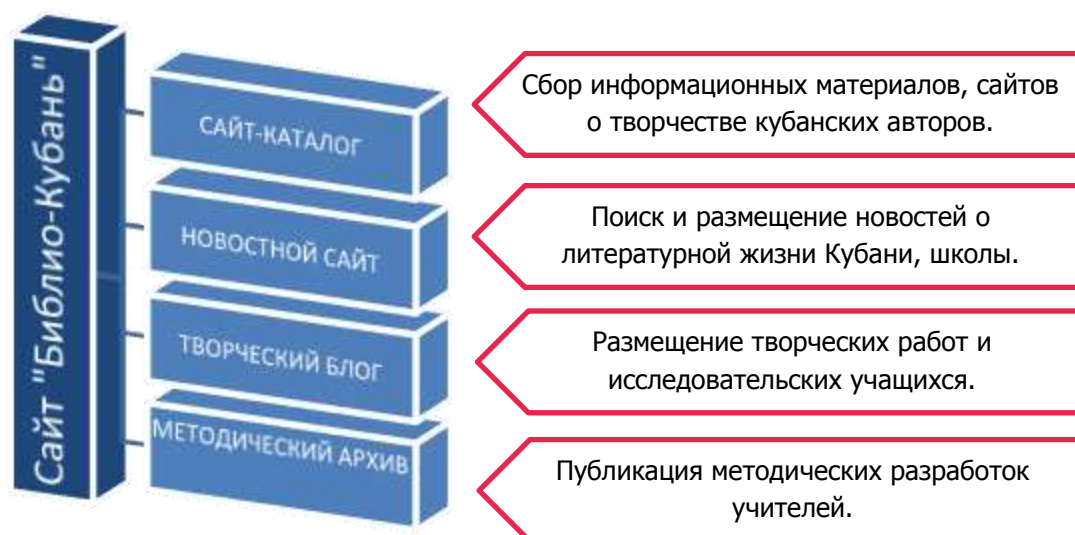 Сайт "Библио-Кубань"
САЙТ-КАТАЛОГ
Сбор информационных материалов, сайтов
о творчестве кубанских авторов.
НОВОСТНОЙ САЙТ
Поиск и размещение новостей о
литературной жизни Кубани, школы.
ТВОРЧЕСКИЙ БЛОГ
Размещение творческих работ и
исследовательских учащихся.
МЕТОДИЧЕСКИЙ АРХИВ
Публикация методических разработок
учителей.